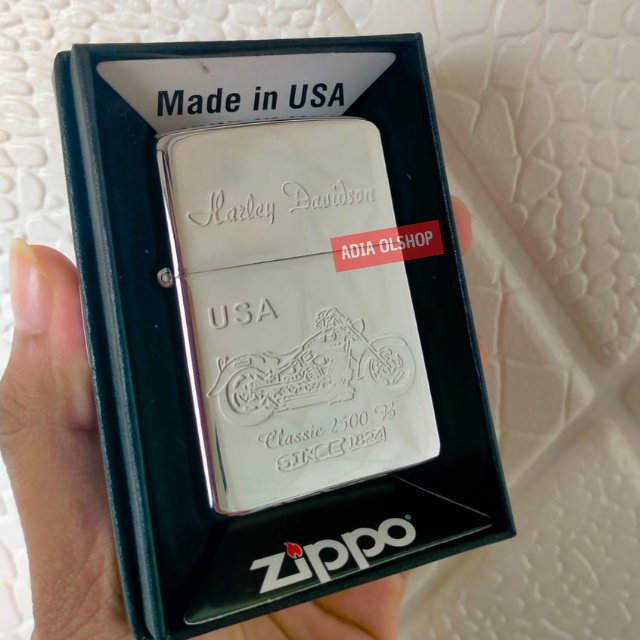 Made in USA
Harley Davidson
ADIA OLSHOP
USA
Classic 2500
SINCE 1824
zippo